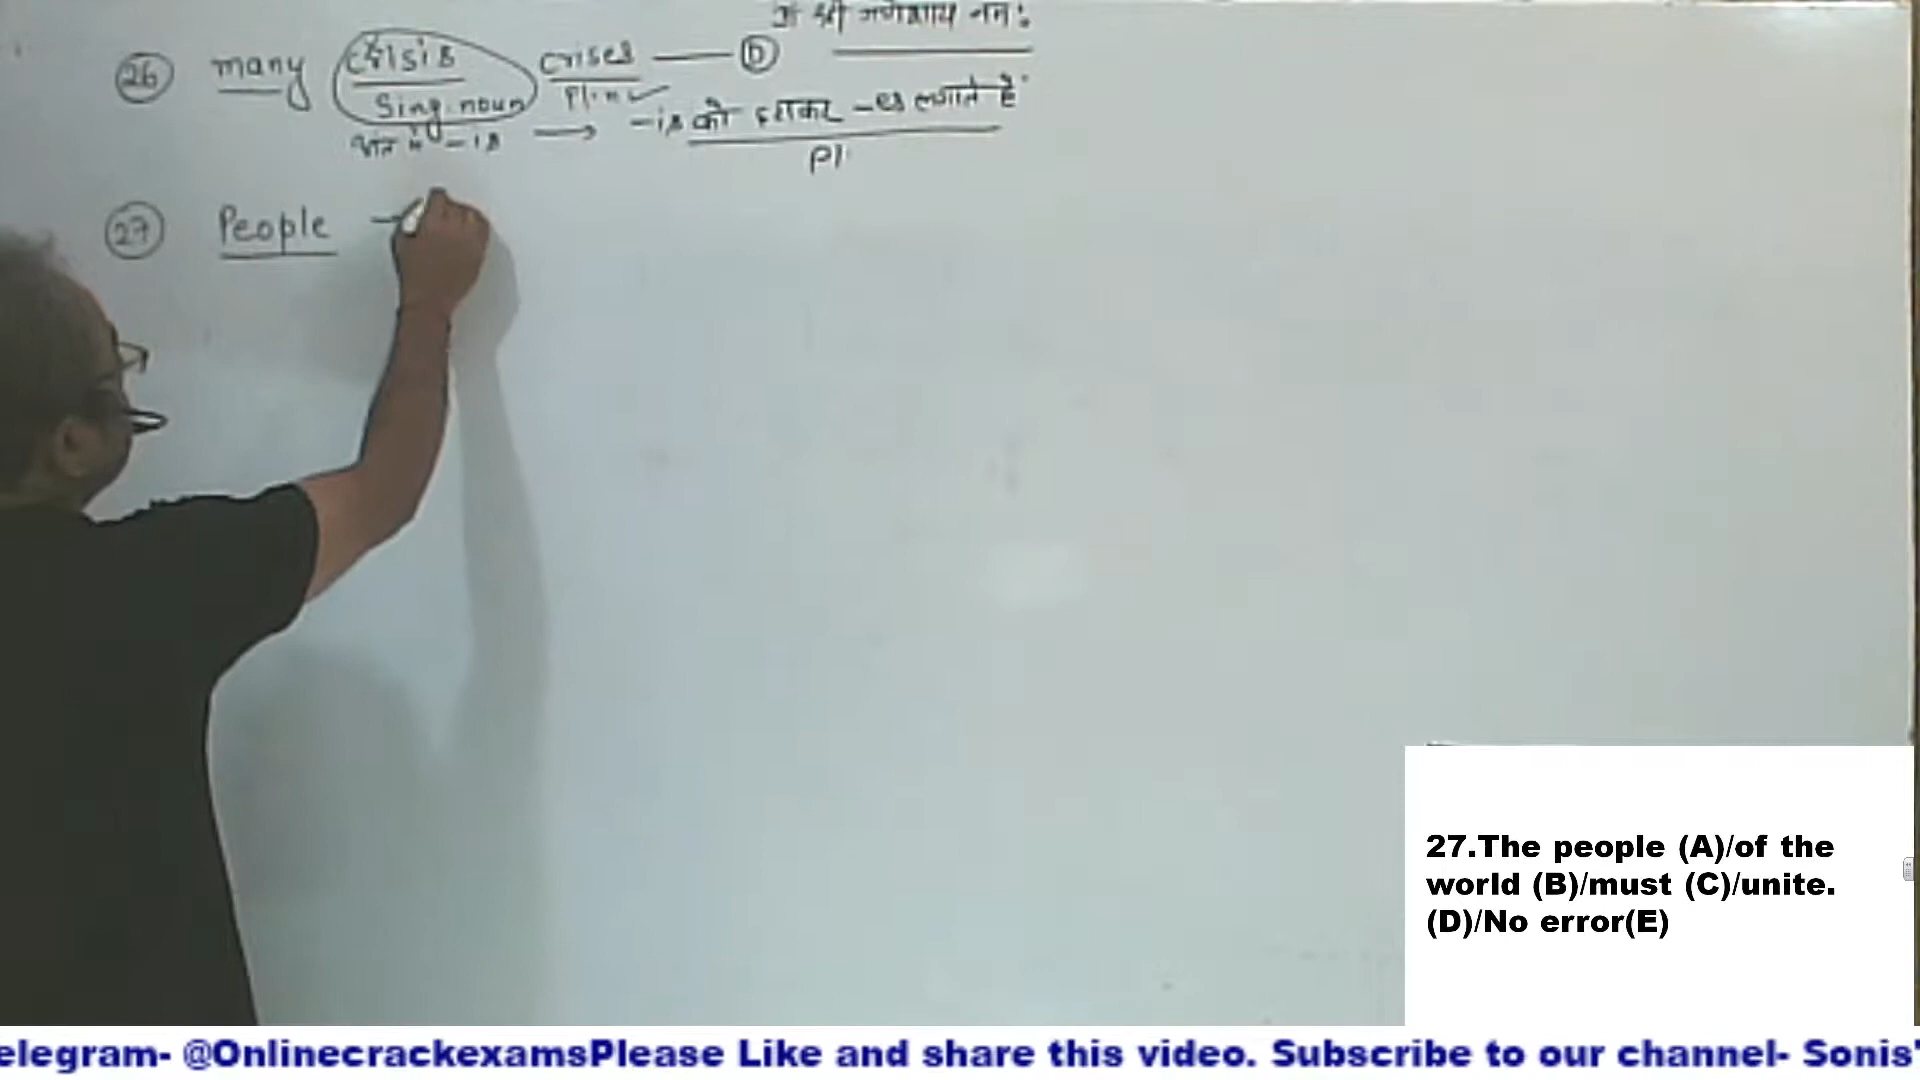 ॐ श्री गणेशाय नमः
26 many crisis crises — b
Sing. noun Pl. n ✓
अंत में -is → -is को हटाकर -es लगाते हैं
Pl.
27 People -
27.The people (A)/of the
world (B)/must (C)/unite.
(D)/No error(E)
elegram- @OnlinecrackexamsPlease Like and share this video. Subscribe to our channel- Sonis'